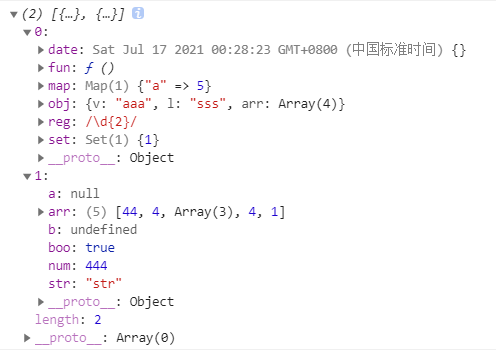 (2) [{…}, {…}] i
0:
date: Sat Jul 17 2021 00:28:23 GMT+0800 (中国标准时间) {}
fun: ƒ ()
map: Map(1) {"a" => 5}
obj: {v: "aaa", l: "sss", arr: Array(4)}
reg: /\d{2}/
set: Set(1) {1}
__proto__: Object
1:
a: null
arr: (5) [44, 4, Array(3), 4, 1]
b: undefined
boo: true
num: 444
str: "str"
__proto__: Object
length: 2
__proto__: Array(0)